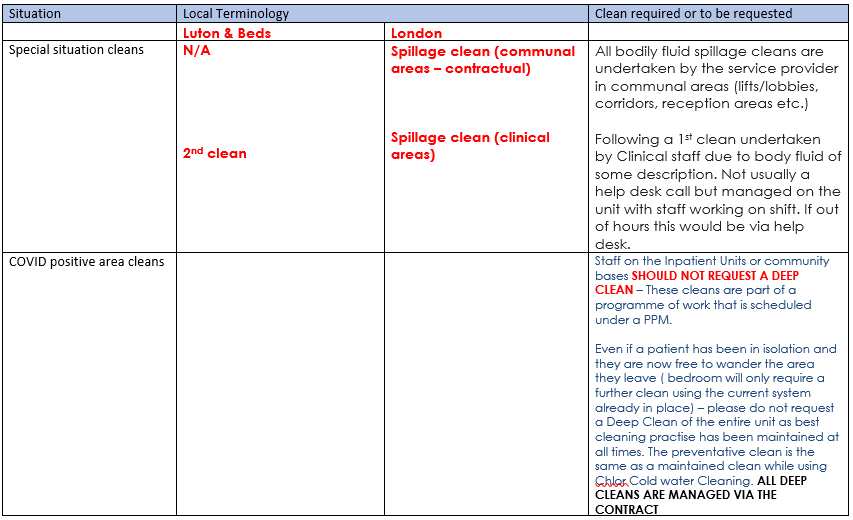 Situation
Local Terminology
Clean required or to be requested
Luton & Beds
London
Special situation cleans
N/A
Spillage clean (communal
areas – contractual)
All bodily fluid spillage cleans are
undertaken by the service provider
in communal areas (lifts/lobbies,
corridors, reception areas etc.)
2nd clean
Spillage clean (clinical
areas)
Following a 1st clean undertaken
by Clinical staff due to body fluid of
some description. Not usually a
help desk call but managed on the
unit with staff working on shift. If out
of hours this would be via help
desk.
COVID positive area cleans
Staff on the Inpatient Units or community
bases SHOULD NOT REQUEST A DEEP
CLEAN – These cleans are part of a
programme of work that is scheduled
under a PPM.
Even if a patient has been in isolation and
they are now free to wander the area
they leave ( bedroom will only require a
further clean using the current system
already in place) – please do not request
a Deep Clean of the entire unit as best
cleaning practise has been maintained at
all times. The preventative clean is the
same as a maintained clean while using
Chlor Cold water Cleaning. ALL DEEP
CLEANS ARE MANAGED VIA THE
CONTRACT